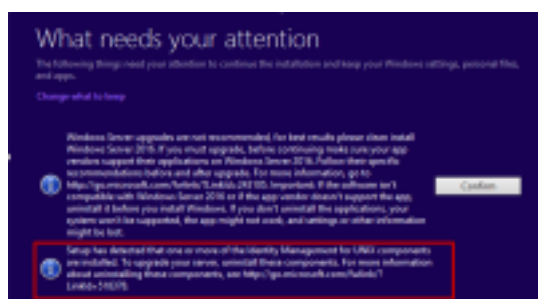 What needs your attention
The following things need your attention to continue the installation and keep your Windows settings, personal files,
and apps.
Change what to keep
Windows Server upgrades are not recommended, for best results please clean install
Windows Server 2016. If you must upgrade, before continuing make sure your app
vendors support their applications on Windows Server 2016. Follow their specific
recommendations before and after upgrade. For more information, go to
Important: If the software isn't
compatible with Windows Server 2016 or if the app vendor doesn't support the app,
uninstall it before you install Windows. If you don't uninstall the applications, your
system won't be supported, the app might not work, and settings or other information
might be lost.
Confirm
Setup has detected that one or more of the Identity Management for UNIX components
are installed. To upgrade your server, uninstall these components. For more information
about uninstalling these components, see http://go.microsoft.com/fwlink/?